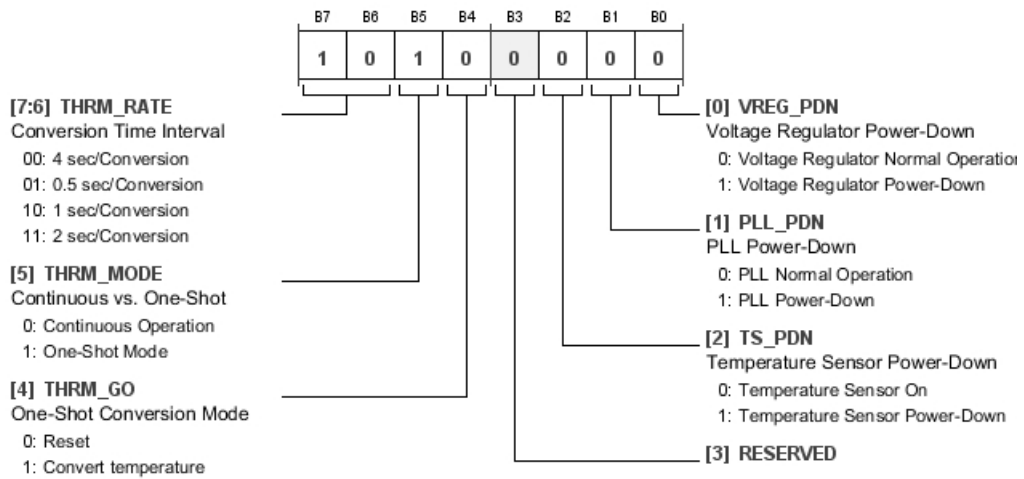 B7 B6 B5 B4 B3 B2 B1 B0
1 0 1 0 0 0 0 0
[7:6] THRM_RATE
Conversion Time Interval
00: 4 sec/Conversion
01: 0.5 sec/Conversion
10: 1 sec/Conversion
11: 2 sec/Conversion
[5] THRM_MODE
Continuous vs. One-Shot
0: Continuous Operation
1: One-Shot Mode
[4] THRM_GO
One-Shot Conversion Mode
0: Reset
1: Convert temperature
[0] VREG_PDN
Voltage Regulator Power-Down
0: Voltage Regulator Normal Operation
1: Voltage Regulator Power-Down
[1] PLL_PDN
PLL Power-Down
0: PLL Normal Operation
1: PLL Power-Down
[2] TS_PDN
Temperature Sensor Power-Down
0: Temperature Sensor On
1: Temperature Sensor Power-Down
[3] RESERVED